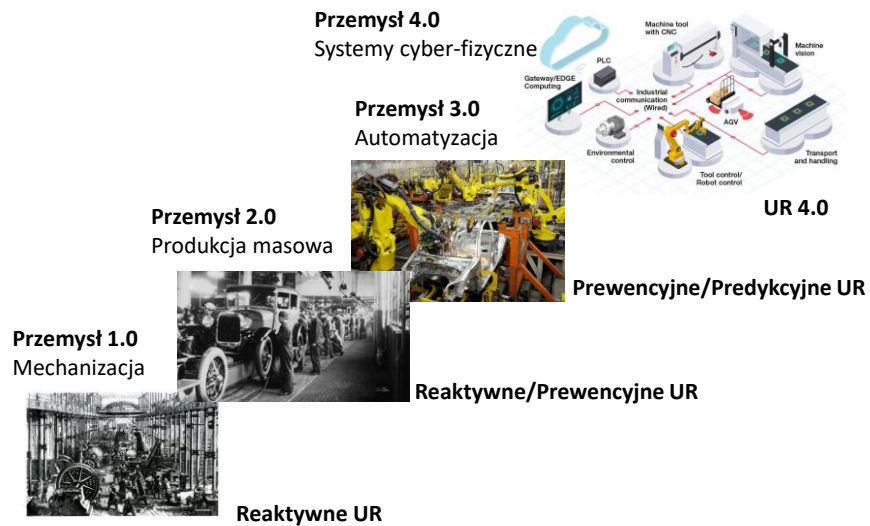 Przemysł 4.0
Systemy cyber-fizyczne
Machine tool
with CNC
Machine
vision
PLC
Gateway/EDGE
Computing
Industrial
communication
(Wired)
AGV
Environmental
control
Tool control/
Robot control
Transport
and handling
UR 4.0
Przemysł 3.0
Automatyzacja
Prewencyjne/Predykcyjne UR
Przemysł 2.0
Produkcja masowa
Reaktywne/Prewencyjne UR
Przemysł 1.0
Mechanizacja
Reaktywne UR